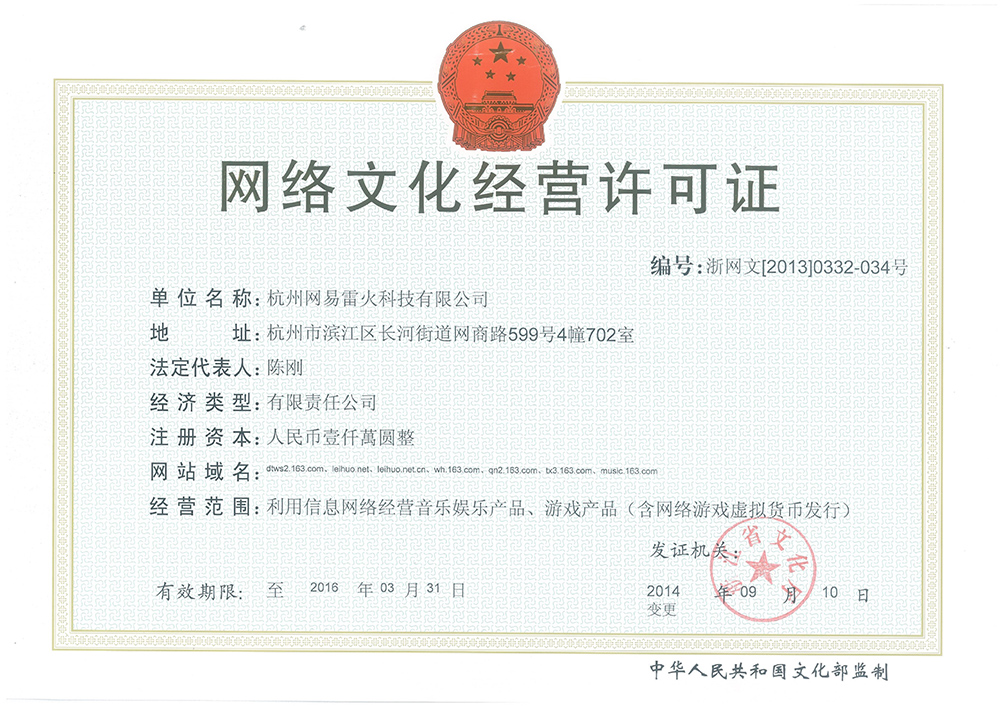 网络文化经营许可证
编号:浙网文[2013]0332-034号
单位名称:杭州网易雷火科技有限公司
地 址:杭州市滨江区长河街道网商路599号4幢702室
法定代表人:陈刚
经济类型:有限责任公司
注册资本:人民币壹仟萬圆整
网站域名:dtws2.163.com、leihuo.net、leihuo.net.cn、wh.163.com、qn2.163.com、tx3.163.com、music.163.com
经营范围:利用信息网络经营音乐娱乐产品、游戏产品（含网络游戏虚拟货币发行）
发证机关:
浙江省文化厅
有效期限: 至 2016 年 03 月 31 日
2014 年 09 月 10 日
变更
中华人民共和国文化部监制